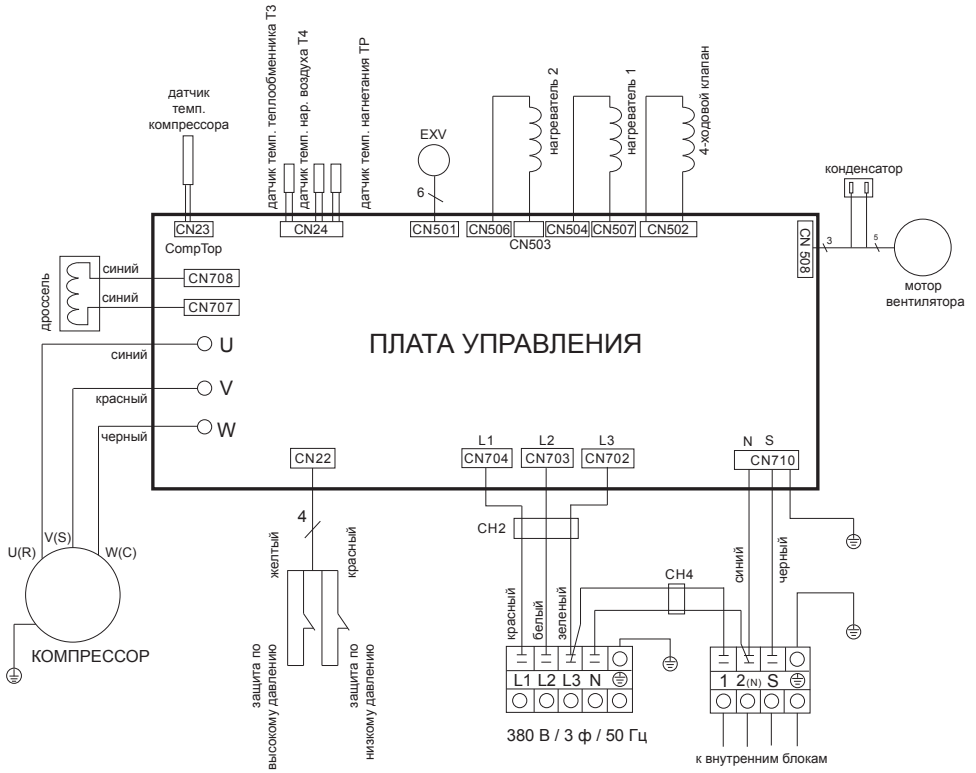 датчик
темп.
компрессора
датчик темп. теплообменника T3
датчик темп. нар. воздуха T4
датчик темп. нагнетания TP
EXV
6
нагреватель 2
нагреватель 1
4-ходовой клапан
конденсатор
CN23
CompTop
CN24
CN501
CN506
CN503
CN504
CN507
CN502
CN 508
3
5
мотор
вентилятора
дроссель
синий
CN708
синий
CN707
U
синий
V
красный
W
черный
ПЛАТА УПРАВЛЕНИЯ
CN22
L1
CN704
L2
CN703
L3
CN702
N S
CN710
4
желтый
красный
CH2
CH4
синий
черный
красный
белый
зеленый
U(R)
V(S)
W(C)
КОМПРЕССОР
защита по
высокому давлению
защита по
низкому давлению
L1 L2 L3 N
380 В / 3 ф / 50 Гц
1 2(N) S
к внутренним блокам